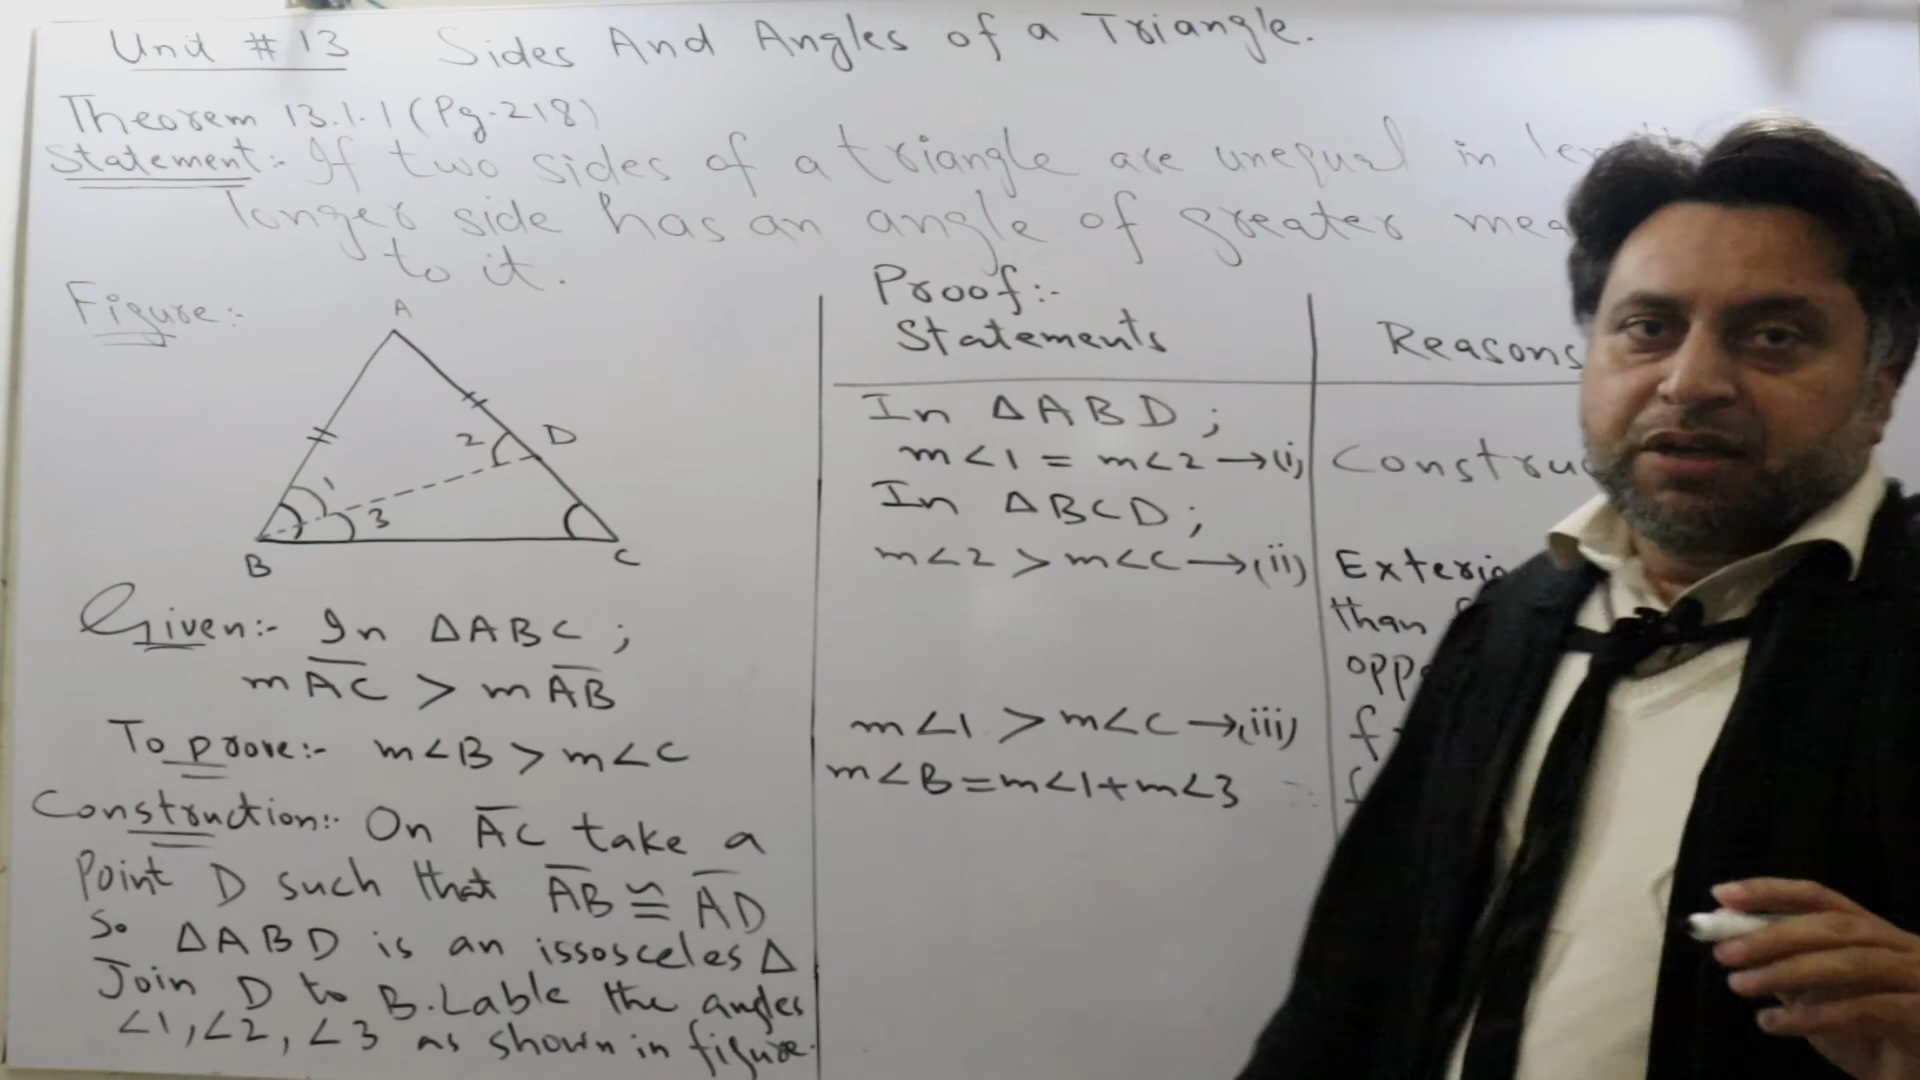 Unit # 13 Sides And Angles of a Triangle.
Theorem 13.1.1 (Pg-218)
Statement:- If two sides of a triangle are unequal in
longer side has an angle of greater
to it.
Figure:-
A
2
D
1
3
B
C
Given:- In ΔABC ;
mAC > mAB
To prove:- m∠B > m∠C
Construction:- On AC take a
Point D such that AB ≅ AD
So ΔABD is an issosceles Δ
Join D to B. Lable the angles
∠1, ∠2, ∠3 as shown in figure.
Proof:-
Statements
Reasons
In ΔABD ;
m∠1 = m∠2 → (i)
In ΔBCD ;
m∠2 > m∠C → (ii)
than
m∠1 > m∠C → (iii)
m∠B = m∠1 + m∠3